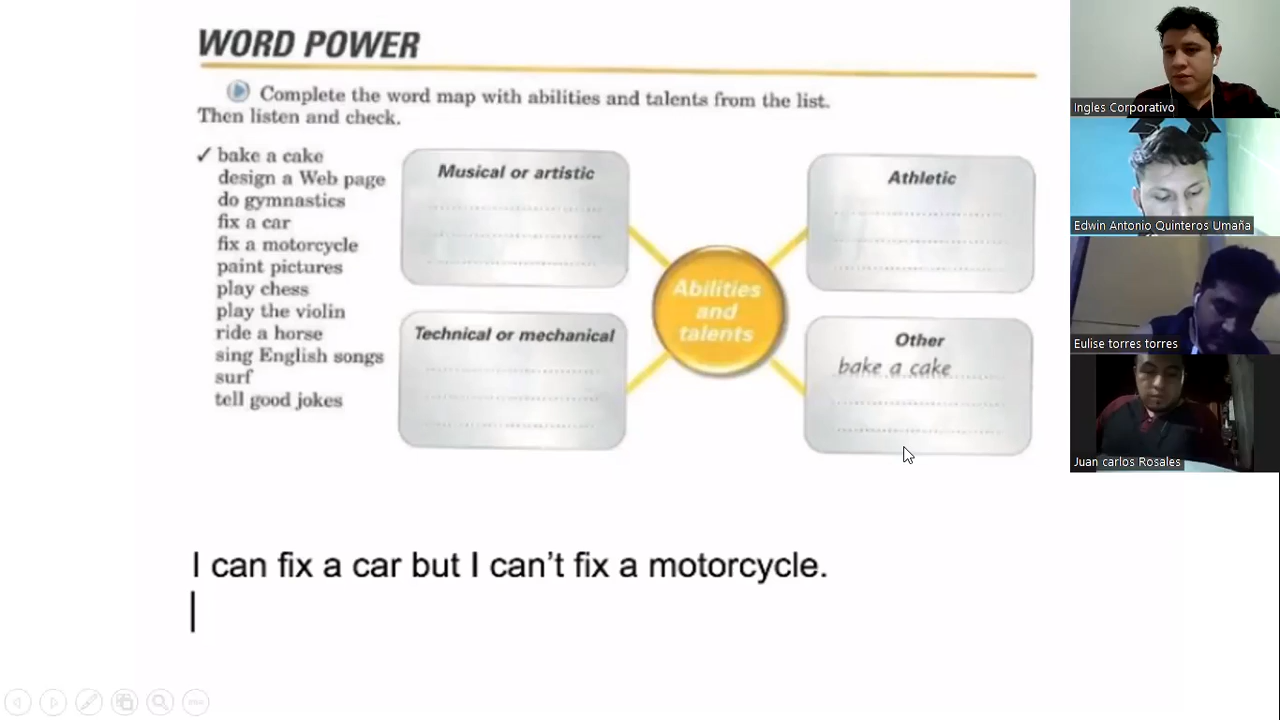 WORD POWER
Complete the word map with abilities and talents from the list.
Then listen and check.
✓ bake a cake
design a Web page
do gymnastics
fix a car
fix a motorcycle
paint pictures
play chess
play the violin
ride a horse
sing English songs
surf
tell good jokes
Musical or artistic
Athletic
Abilities
and
talents
Technical or mechanical
Other
bake a cake
I can fix a car but I can't fix a motorcycle.
Ingles Corporativo
Edwin Antonio Quinteros Umaña
Eulise torres torres
Juan carlos Rosales